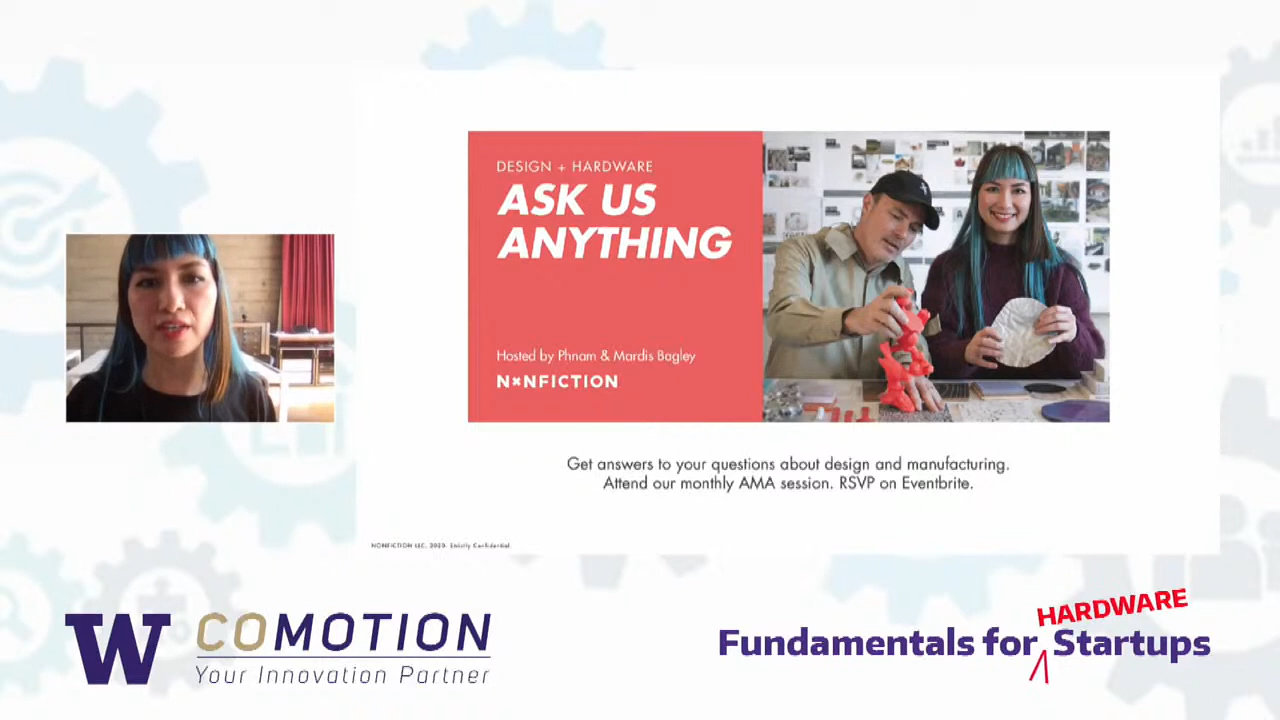 DESIGN + HARDWARE
ASK US
ANYTHING
Hosted by Phnam & Mardis Bagley
NXNFICTION
Get answers to your questions about design and manufacturing.
Attend our monthly AMA session. RSVP on Eventbrite.
NONFICTION LLC, 2020. Strictly Confidential
W COMOTION
Your Innovation Partner
HARDWARE
Fundamentals for Startups